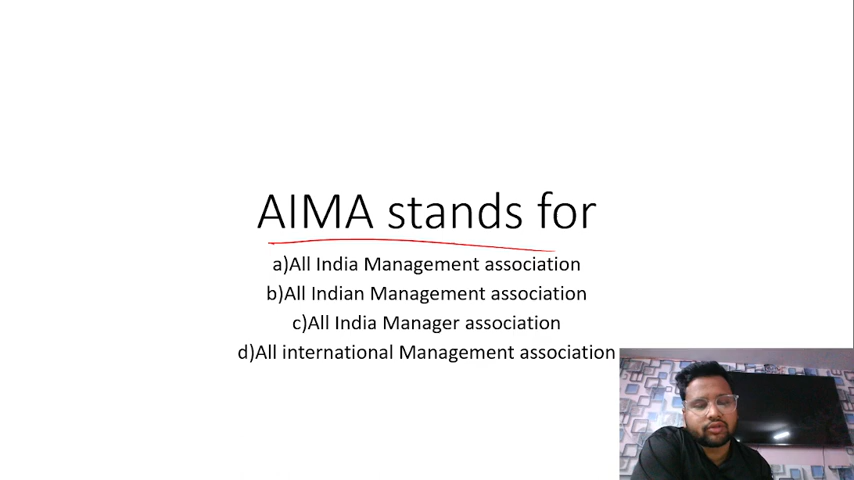 AIMA stands for
a)All India Management association
b)All Indian Management association
c)All India Manager association
d)All international Management association